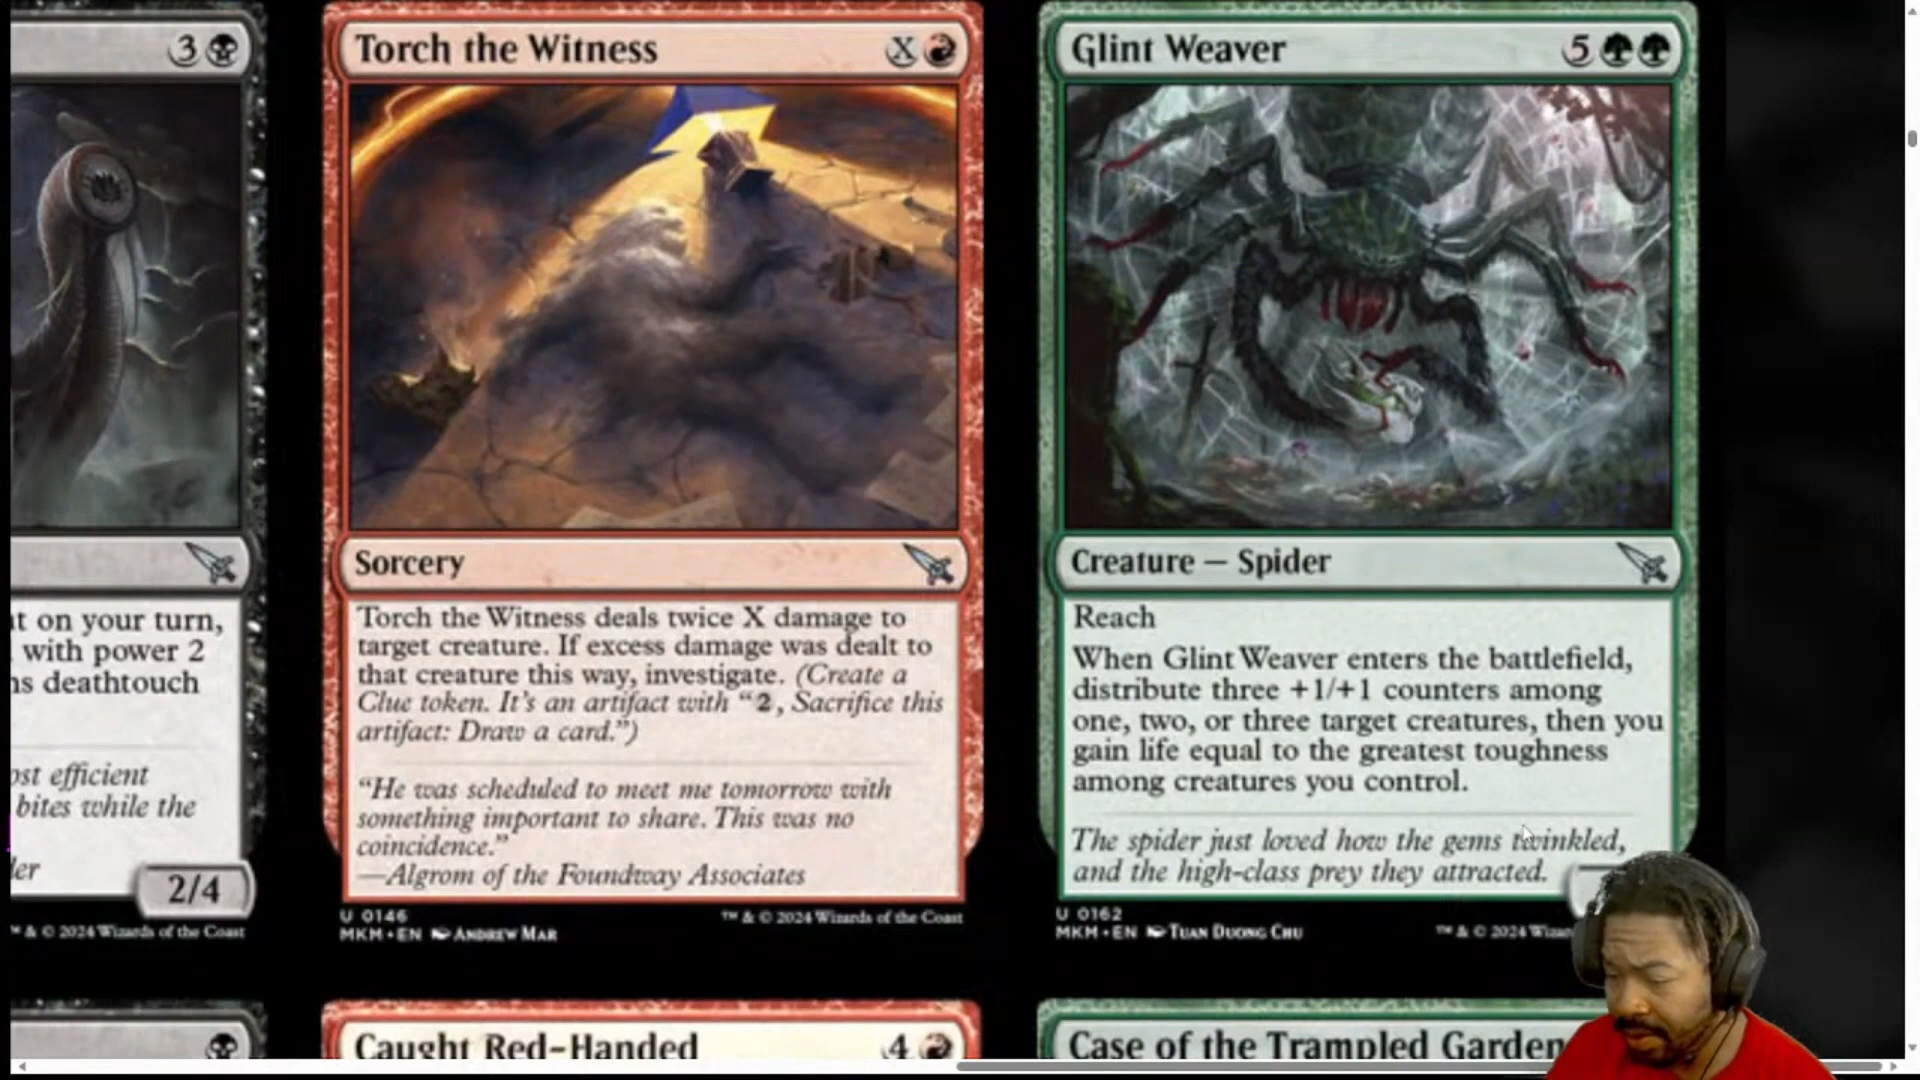 3
t on your turn,
with power 2
ns deathtouch
ost efficient
bites while the
der
2/4
™ & © 2024 Wizards of the Coast
Torch the Witness
X
Sorcery
Torch the Witness deals twice X damage to
target creature. If excess damage was dealt to
that creature this way, investigate. (Create a
Clue token. It's an artifact with “2, Sacrifice this
artifact: Draw a card.”)
“He was scheduled to meet me tomorrow with
something important to share. This was no
coincidence.”
—Algrom of the Foundway Associates
U 0146
MKM • EN ANDREW MAR
™ & © 2024 Wizards of the Coast
Glint Weaver
5
Creature — Spider
Reach
When Glint Weaver enters the battlefield,
distribute three +1/+1 counters among
one, two, or three target creatures, then you
gain life equal to the greatest toughness
among creatures you control.
The spider just loved how the gems twinkled,
and the high-class prey they attracted.
U 0162
MKM • EN TUAN DUONG CHU
™ & © 2024 Wizar
Caught Red-Handed
4
Case of the Trampled Garden